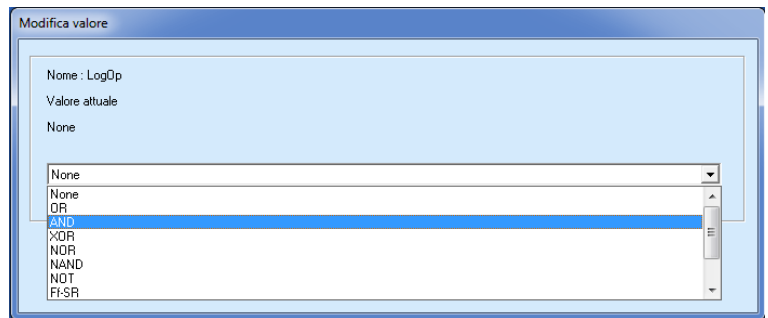 Modifica valore
Nome : LogOp
Valore attuale
None
None
None
OR
AND
XOR
NOR
NAND
NOT
Ff-SR